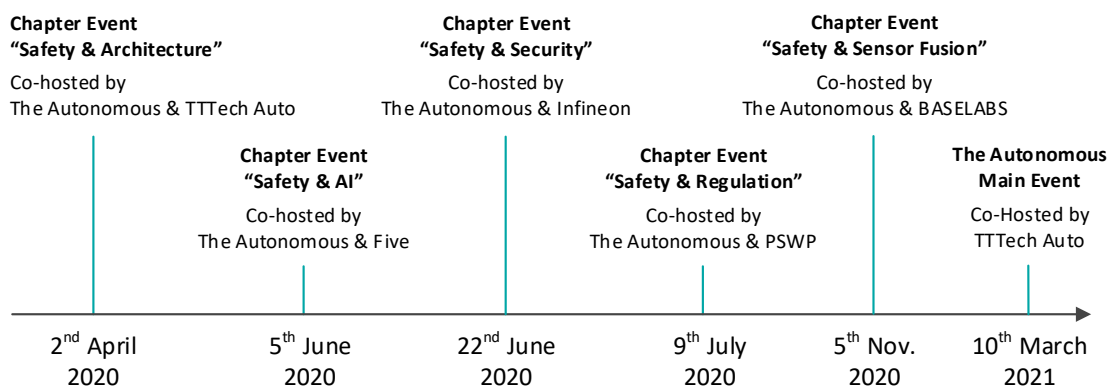 Chapter Event
“Safety & Architecture”
Co-hosted by
The Autonomous & TTTech Auto
Chapter Event
“Safety & AI”
Co-hosted by
The Autonomous & Five
Chapter Event
“Safety & Security”
Co-hosted by
The Autonomous & Infineon
Chapter Event
“Safety & Regulation”
Co-hosted by
The Autonomous & PSWP
Chapter Event
“Safety & Sensor Fusion”
Co-hosted by
The Autonomous & BASELABS
The Autonomous
Main Event
Co-Hosted by
TTTech Auto
2nd April
2020
5th June
2020
22nd June
2020
9th July
2020
5th Nov.
2020
10th March
2021